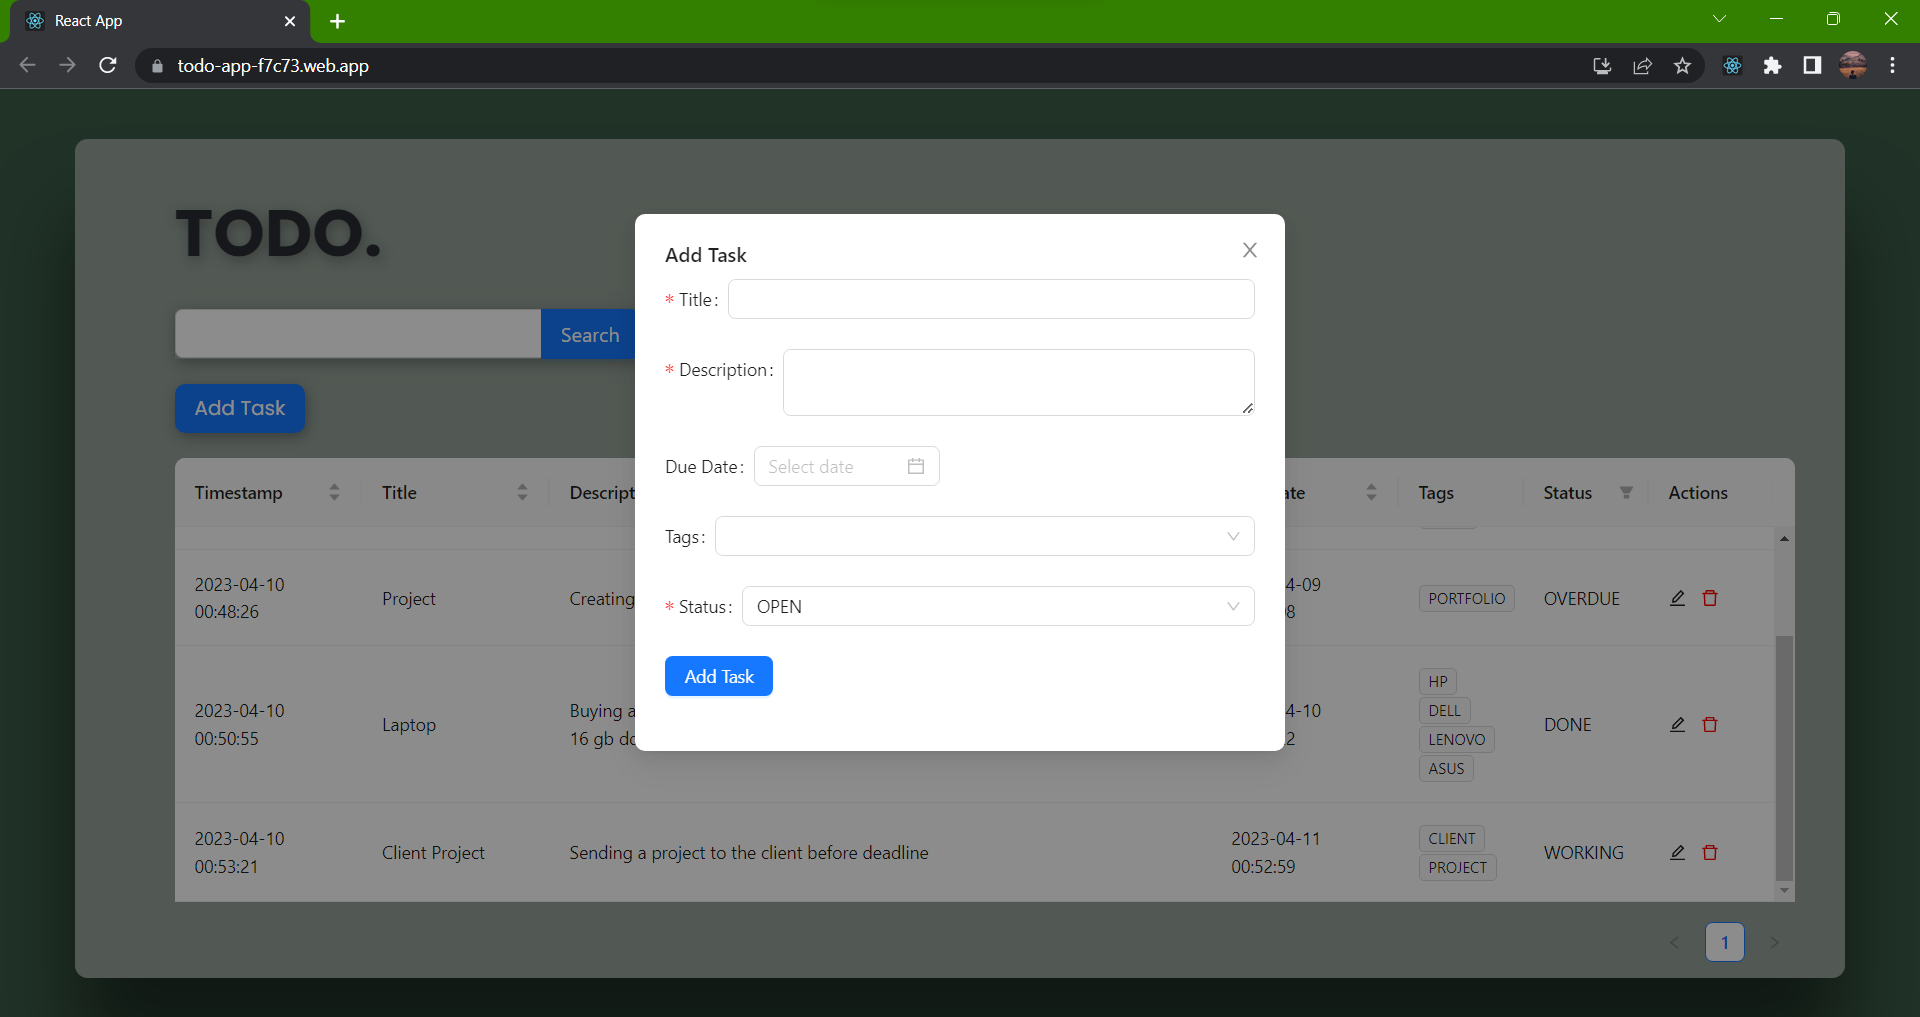 React App
todo-app-f7c73.web.app
TODO.
Search
Add Task
Add Task
* Title:
* Description:
Due Date: Select date
Tags:
* Status: OPEN
Add Task
Timestamp Title Descript ate Tags Status Actions
2023-04-10
00:48:26
Project
Creating
4-09
8
PORTFOLIO
OVERDUE
2023-04-10
00:50:55
Laptop
Buying a
16 gb dd
4-10
2
HP
DELL
LENOVO
ASUS
DONE
2023-04-10
00:53:21
Client Project
Sending a project to the client before deadline
2023-04-11
00:52:59
CLIENT
PROJECT
WORKING
1